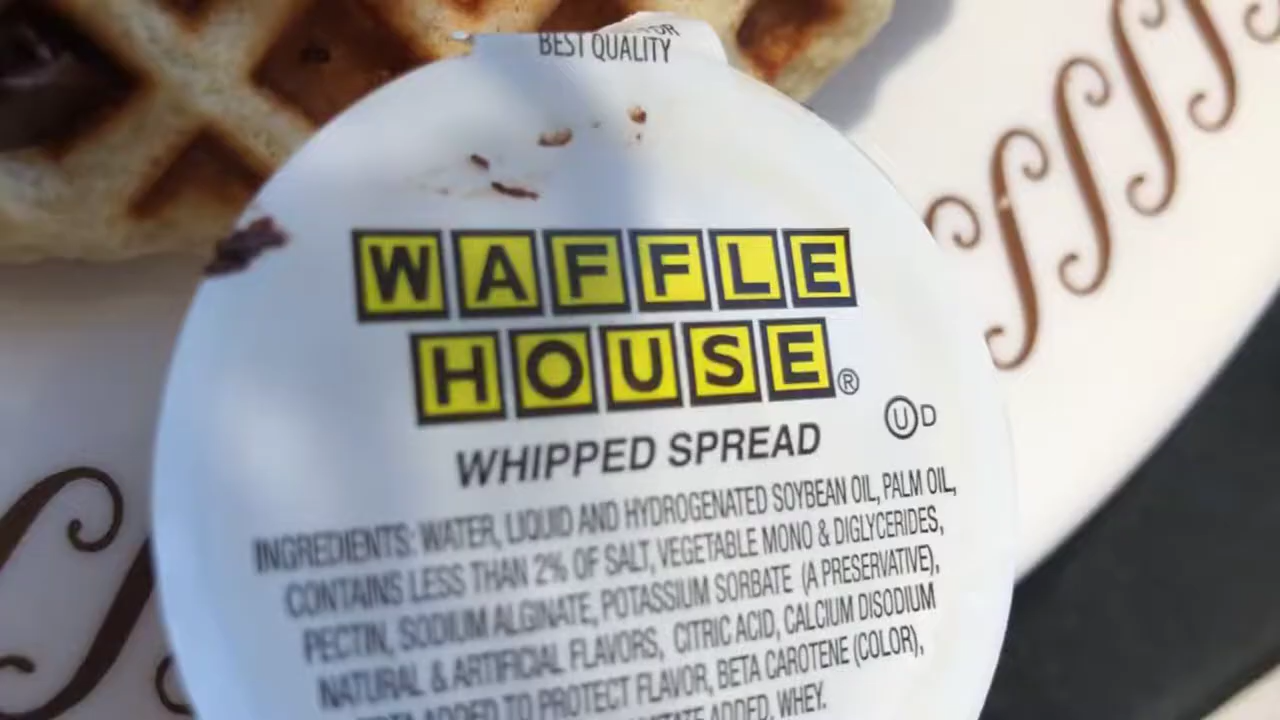 BEST QUALITY
WAFFLE
HOUSE®
Ⓤ D
WHIPPED SPREAD
INGREDIENTS: WATER, LIQUID AND HYDROGENATED SOYBEAN OIL, PALM OIL,
CONTAINS LESS THAN 2% OF SALT, VEGETABLE MONO & DIGLYCERIDES,
PECTIN, SODIUM ALGINATE, POTASSIUM SORBATE (A PRESERVATIVE),
NATURAL & ARTIFICIAL FLAVORS, CITRIC ACID, CALCIUM DISODIUM
ADDED TO PROTECT FLAVOR, BETA CAROTENE (COLOR),
ADDED, WHEY.